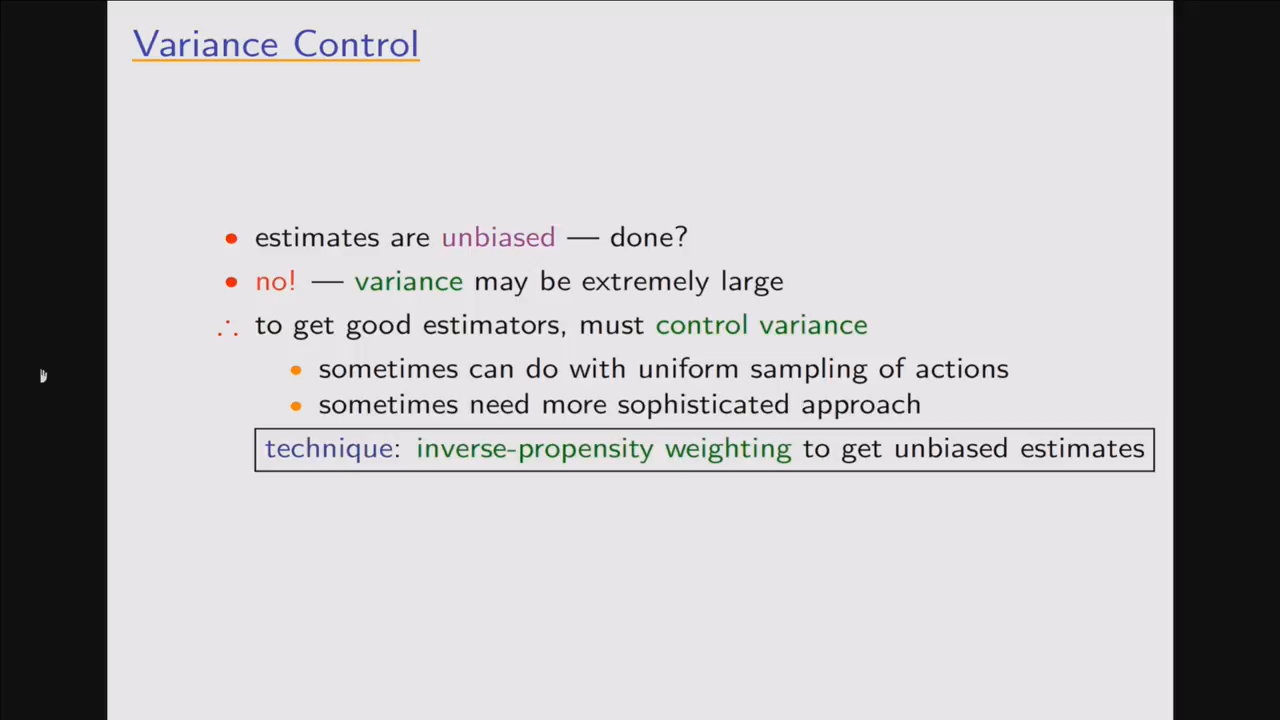 Variance Control
• estimates are unbiased — done?
• no! — variance may be extremely large
∴ to get good estimators, must control variance
• sometimes can do with uniform sampling of actions
• sometimes need more sophisticated approach
technique: inverse-propensity weighting to get unbiased estimates